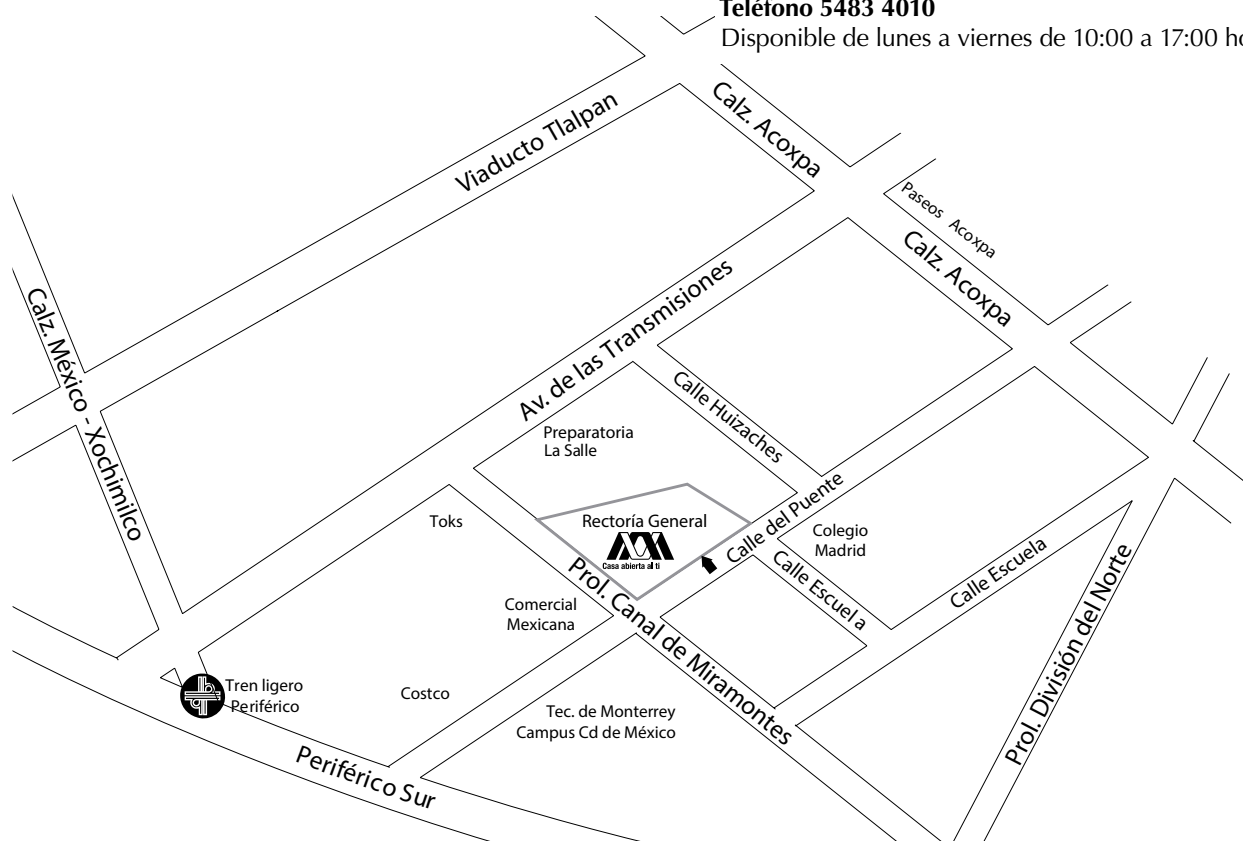 Teléfono 5483 4010
Disponible de lunes a viernes de 10:00 a 17:00
Viaducto Tlalpan
Calz. Acoxpa
Paseos Acoxpa
Calz. Acoxpa
Calz. México - Xochimilco
Av. de las Transmisiones
Calle Huizaches
Preparatoria
La Salle
Toks
Rectoría General
Casa abierta al ti
Calle del Puente
Colegio
Madrid
Calle Escuela
Calle Escuela
Prol. Canal de Miramontes
Comercial
Mexicana
Prol. División del Norte
Tren ligero
Periférico
Costco
Tec. de Monterrey
Campus Cd de México
Periférico Sur